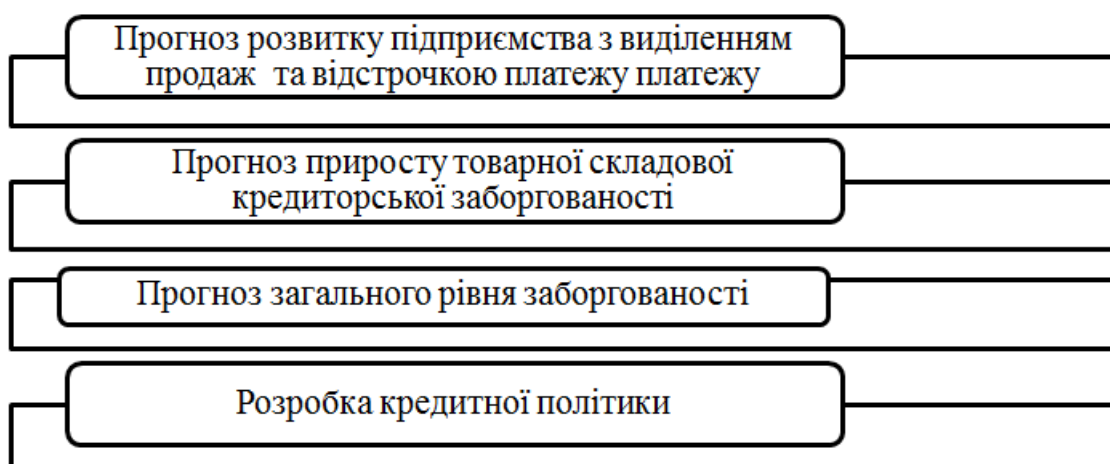 Прогноз розвитку підприємства з виділенням
продаж та відстрочкою платежу платежу
Прогноз приросту товарної складової
кредиторської заборгованості
Прогноз загального рівня заборгованості
Розробка кредитної політики